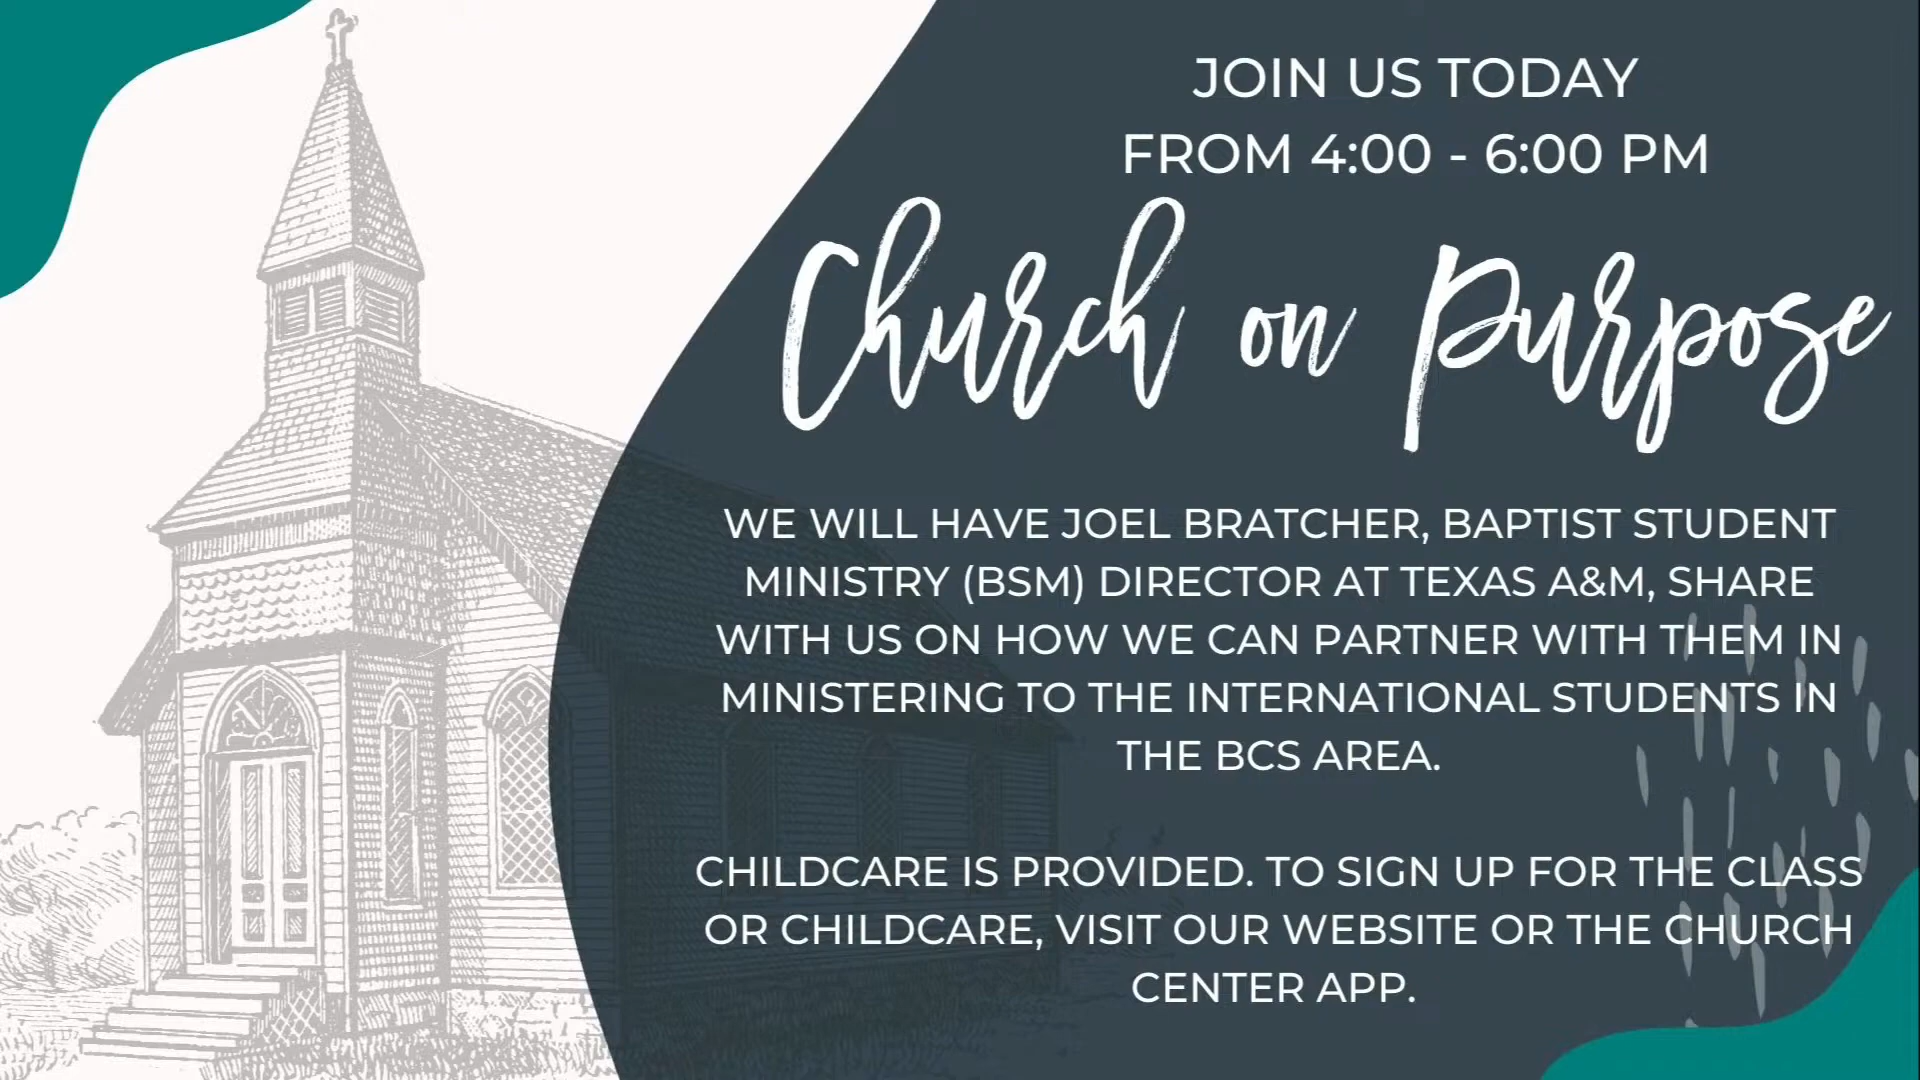 JOIN US TODAY
FROM 4:00 - 6:00 PM
Church on Purpose
WE WILL HAVE JOEL BRATCHER, BAPTIST STUDENT
MINISTRY (BSM) DIRECTOR AT TEXAS A&M, SHARE
WITH US ON HOW WE CAN PARTNER WITH THEM IN
MINISTERING TO THE INTERNATIONAL STUDENTS IN
THE BCS AREA.
CHILDCARE IS PROVIDED. TO SIGN UP FOR THE CLASS
OR CHILDCARE, VISIT OUR WEBSITE OR THE CHURCH
CENTER APP.